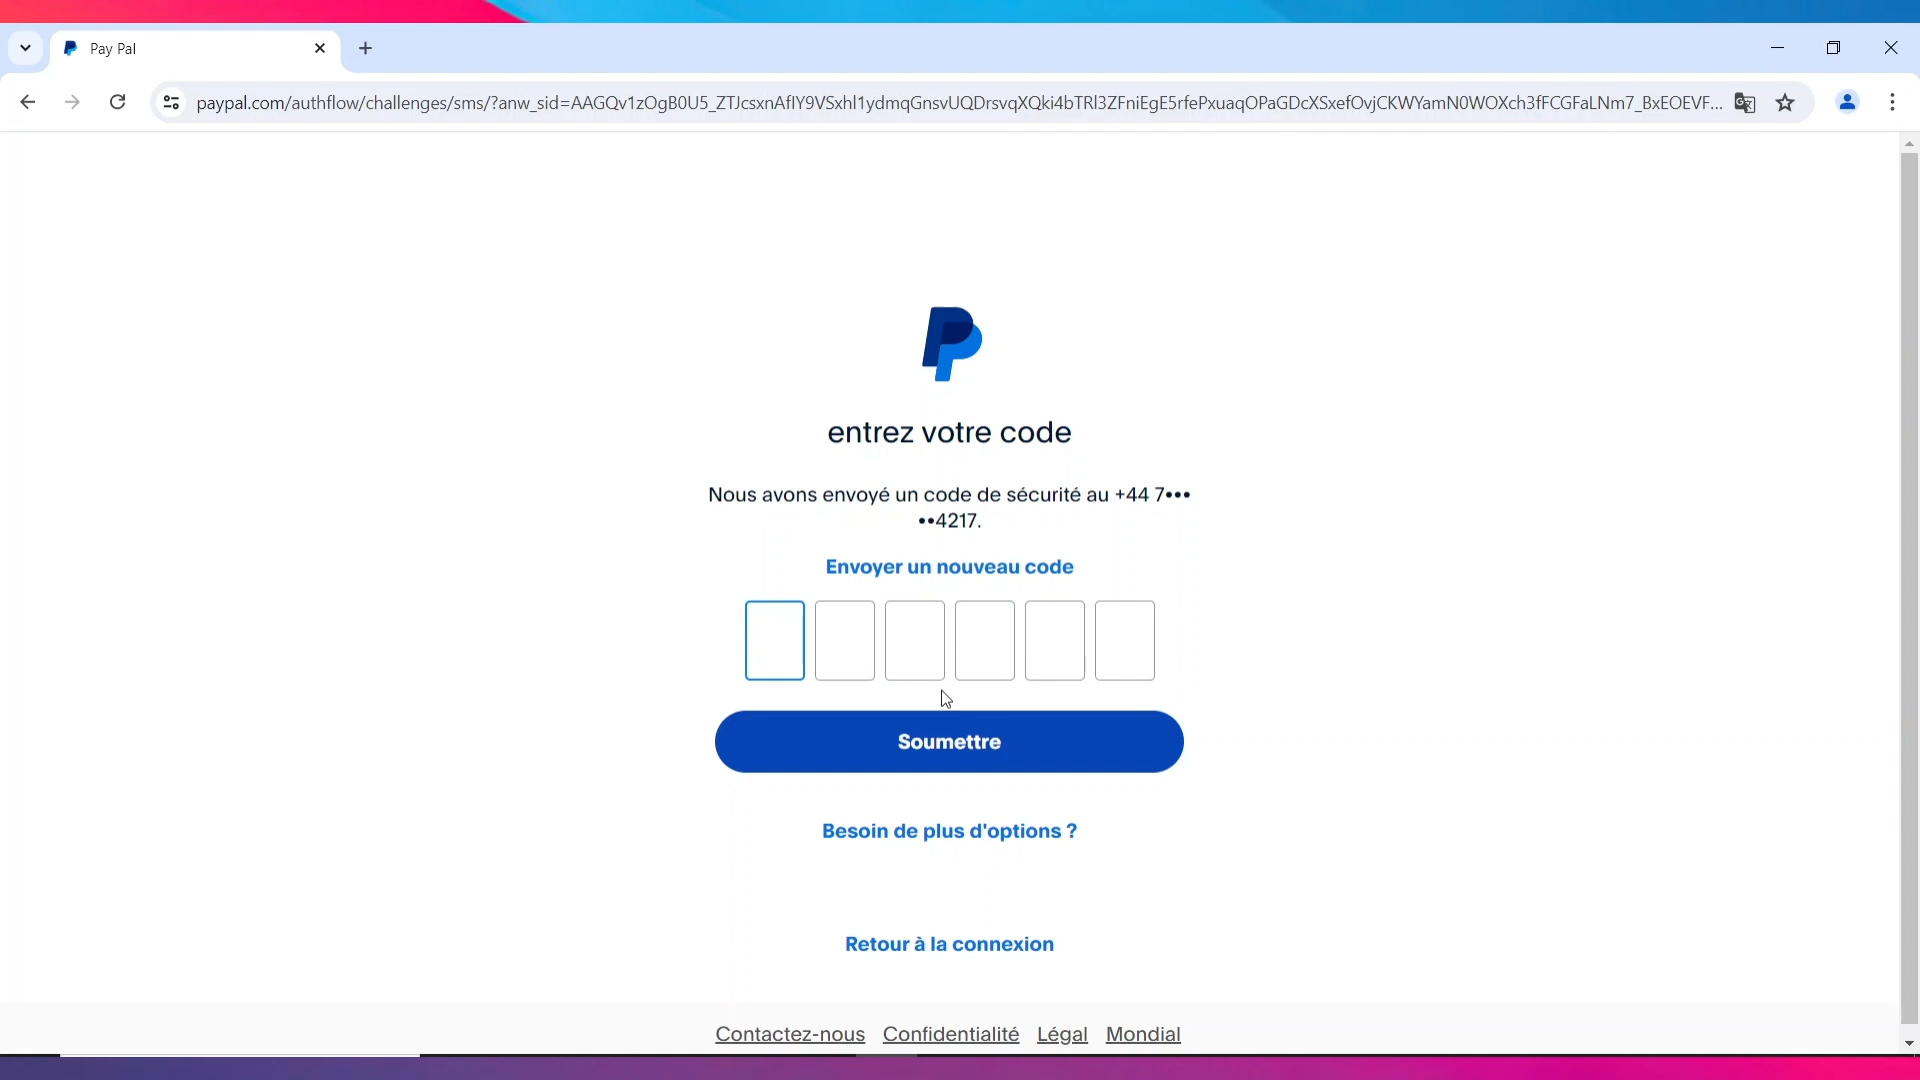 Pay Pal
paypal.com/authflow/challenges/sms/?anw_sid=AAGQv1zOgB0U5_ZTJcsxnAfIY9VSxhl1ydmqGnsvUQDrsvqXQki4bTRl3ZFniEgE5rfePxuaqOPaGDcXSxefOvjCKWYamN0WOXch3fFCGFaLNm7_BxEOEVF...
entrez votre code
Nous avons envoyé un code de sécurité au +44 7•••
••4217.
Envoyer un nouveau code
Soumettre
Besoin de plus d'options ?
Retour à la connexion
Contactez-nous Confidentialité Légal Mondial